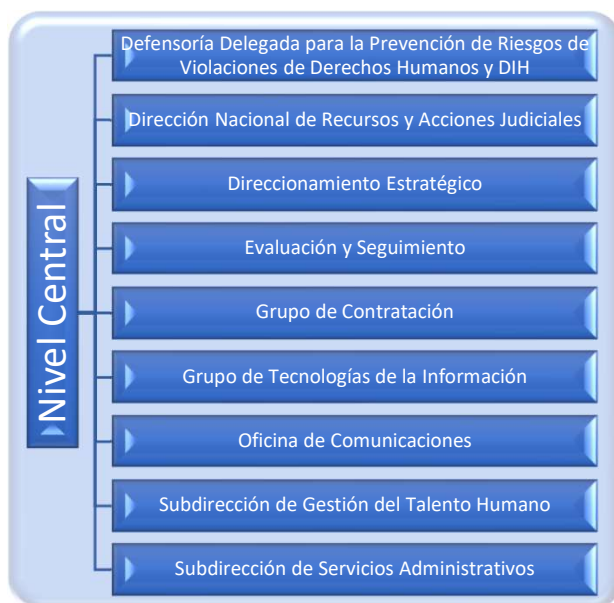 Nivel Central
Defensoría Delegada para la Prevención de Riesgos de
Violaciones de Derechos Humanos y DIH
Dirección Nacional de Recursos y Acciones Judiciales
Direccionamiento Estratégico
Evaluación y Seguimiento
Grupo de Contratación
Grupo de Tecnologías de la Información
Oficina de Comunicaciones
Subdirección de Gestión del Talento Humano
Subdirección de Servicios Administrativos